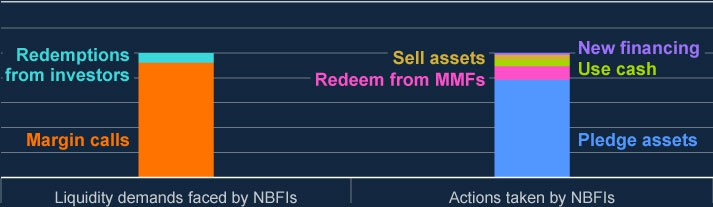 Redemptions
from investors
Margin calls
Sell assets
Redeem from MMFs
New financing
Use cash
Pledge assets
Liquidity demands faced by NBFIs
Actions taken by NBFIs